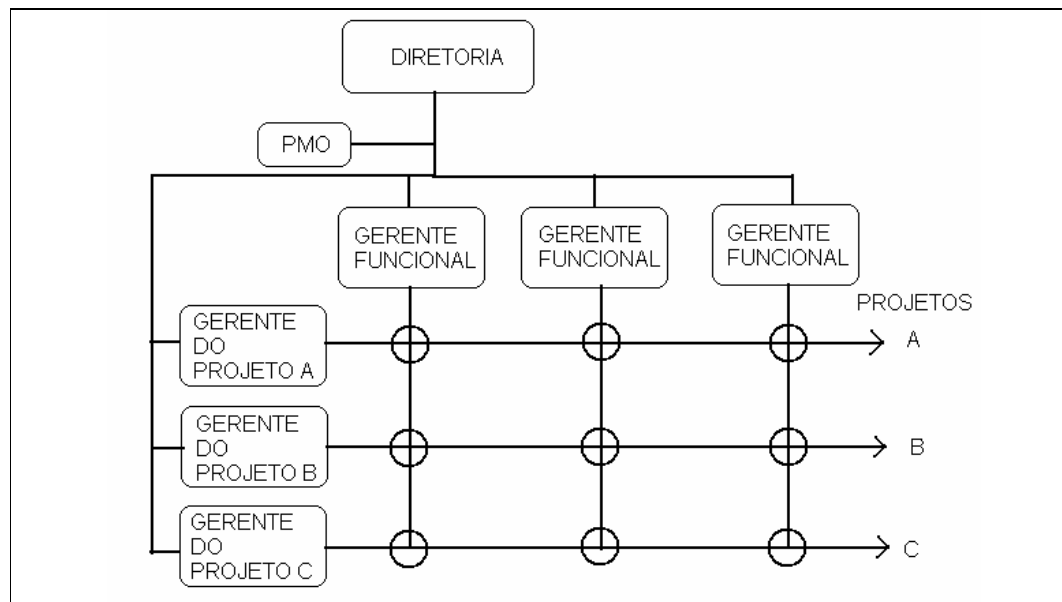 DIRETORIA
PMO
GERENTE
FUNCIONAL
GERENTE
FUNCIONAL
GERENTE
FUNCIONAL
PROJETOS
GERENTE
DO
PROJETO A
A
GERENTE
DO
PROJETO B
B
GERENTE
DO
PROJETO C
C